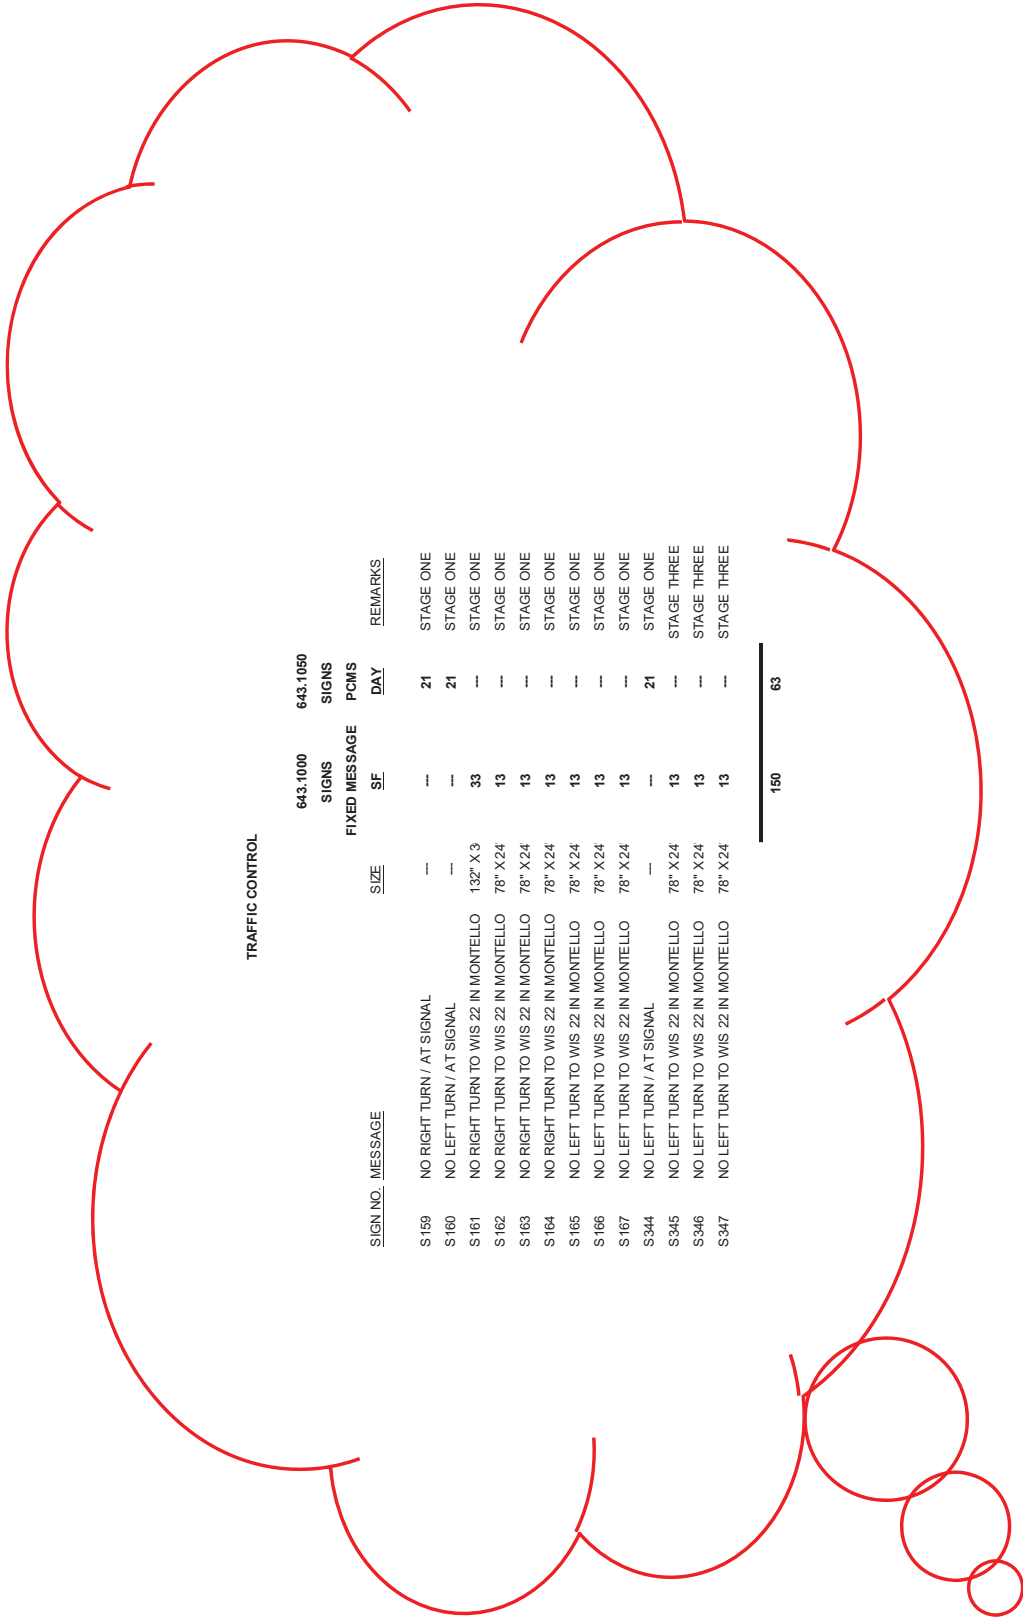 TRAFFIC CONTROL
643.1000 643.1050
SIGNS SIGNS
FIXED MESSAGE PCMS
SIGN NO. MESSAGE SIZE SF DAY REMARKS
S159 NO RIGHT TURN / AT SIGNAL --- --- 21 STAGE ONE
S160 NO LEFT TURN / AT SIGNAL --- --- 21 STAGE ONE
S161 NO RIGHT TURN TO WIS 22 IN MONTELLO 132" X 3 33 --- STAGE ONE
S162 NO RIGHT TURN TO WIS 22 IN MONTELLO 78" X 24 13 --- STAGE ONE
S163 NO RIGHT TURN TO WIS 22 IN MONTELLO 78" X 24 13 --- STAGE ONE
S164 NO RIGHT TURN TO WIS 22 IN MONTELLO 78" X 24 13 --- STAGE ONE
S165 NO LEFT TURN TO WIS 22 IN MONTELLO 78" X 24 13 --- STAGE ONE
S166 NO LEFT TURN TO WIS 22 IN MONTELLO 78" X 24 13 --- STAGE ONE
S167 NO LEFT TURN TO WIS 22 IN MONTELLO 78" X 24 13 --- STAGE ONE
S344 NO LEFT TURN / AT SIGNAL --- --- 21 STAGE ONE
S345 NO LEFT TURN TO WIS 22 IN MONTELLO 78" X 24 13 --- STAGE THREE
S346 NO LEFT TURN TO WIS 22 IN MONTELLO 78" X 24 13 --- STAGE THREE
S347 NO LEFT TURN TO WIS 22 IN MONTELLO 78" X 24 13 --- STAGE THREE
150 63